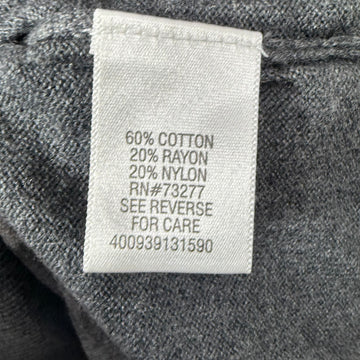 60% COTTON
20% RAYON
20% NYLON
RN#73277
SEE REVERSE
FOR CARE
400939131590